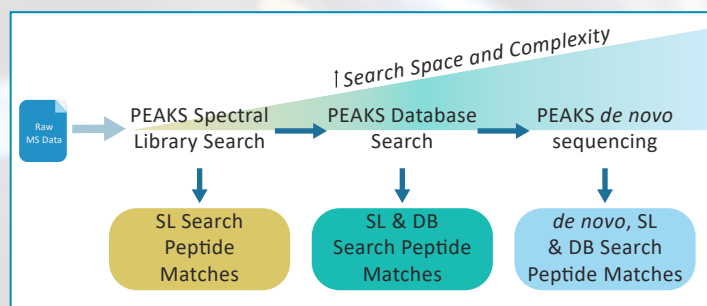 ↑Search Space and Complexity
Raw
MS Data
PEAKS Spectral
Library Search
PEAKS Database
Search
PEAKS de novo
sequencing
SL Search
Peptide
Matches
SL & DB
Search Peptide
Matches
de novo, SL
& DB Search
Peptide Matches